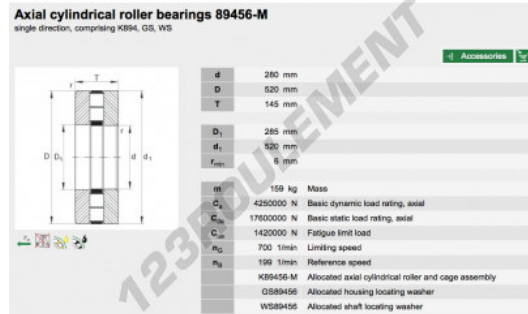 Axial cylindrical roller bearings 89456-M
single direction, comprising K894, GS, WS
Accessories
d 280 mm
D 520 mm
T 145 mm
D1 285 mm
d1 520 mm
rmin 6 mm
m 159 kg Mass
Ca 4250000 N Basic dynamic load rating, axial
C0a 17600000 N Basic static load rating, axial
Cua 1420000 N Fatigue limit load
nG 700 1/min Limiting speed
nB 199 1/min Reference speed
K89456-M Allocated axial cylindrical roller and cage assembly
GS89456 Allocated housing locating washer
WS89456 Allocated shaft locating washer
T
r
r
D D1 d d1
123ROULEMENT